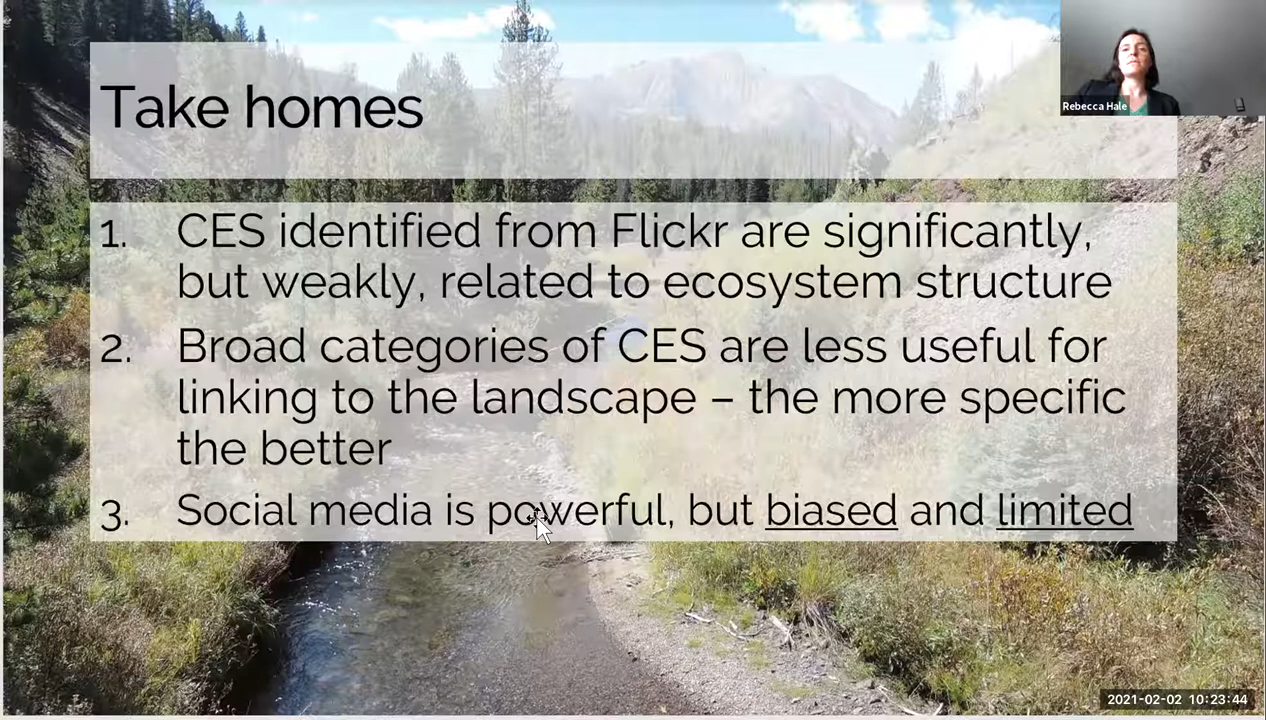 Take homes
Rebecca Hale
1. CES identified from Flickr are significantly,
but weakly, related to ecosystem structure
2. Broad categories of CES are less useful for
linking to the landscape – the more specific
the better
3. Social media is powerful, but biased and limited
2021-02-02 10:23:44